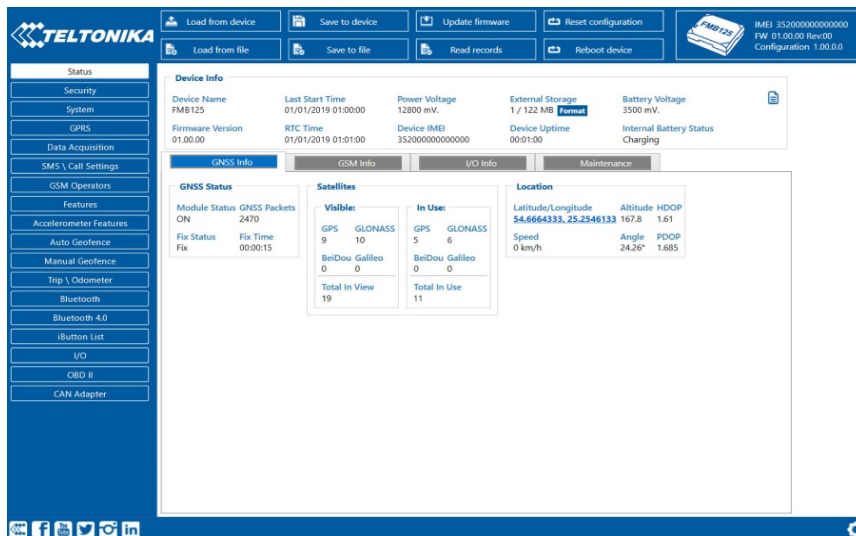 TELTONIKA
Load from device
Save to device
Update firmware
Reset configuration
FMB125
IMEI 352000000000000
FW 01.00.00 Rev:00
Configuration 1.00.0.0
Load from file
Save to file
Read records
Reboot device
Status
Security
System
GPRS
Data Acquisition
SMS \ Call Settings
GSM Operators
Features
Accelerometer Features
Auto Geofence
Manual Geofence
Trip \ Odometer
Bluetooth
Bluetooth 4.0
iButton List
I/O
OBD II
CAN Adapter
Device Info
Device Name Last Start Time Power Voltage External Storage Battery Voltage
FMB125 01/01/2019 01:00:00 12800 mV. 1 / 122 MB Format 3500 mV.
Firmware Version RTC Time Device IMEI Device Uptime Internal Battery Status
01.00.00 01/01/2019 01:01:00 352000000000000 00:01:00 Charging
GNSS Info GSM Info I/O Info Maintenance
GNSS Status
Module Status GNSS Packets
ON 2470
Fix Status Fix Time
Fix 00:00:15
Satellites
Visible:
GPS GLONASS
9 10
BeiDou Galileo
0 0
Total In View
19
In Use:
GPS GLONASS
5 6
BeiDou Galileo
0 0
Total In Use
11
Location
Latitude/Longitude Altitude HDOP
54.6664333, 25.2546133 167.8 1.61
Speed Angle PDOP
0 km/h 24.26° 1.685